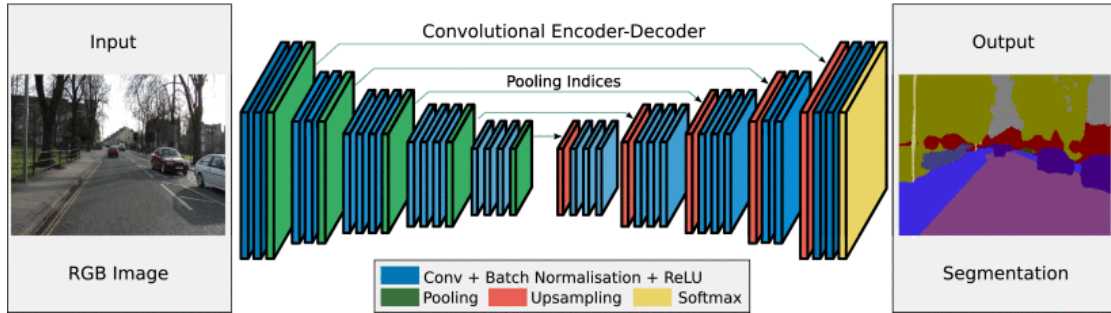 Input
RGB Image
Convolutional Encoder-Decoder
Pooling Indices
Conv + Batch Normalisation + ReLU
Pooling Upsampling Softmax
Output
Segmentation